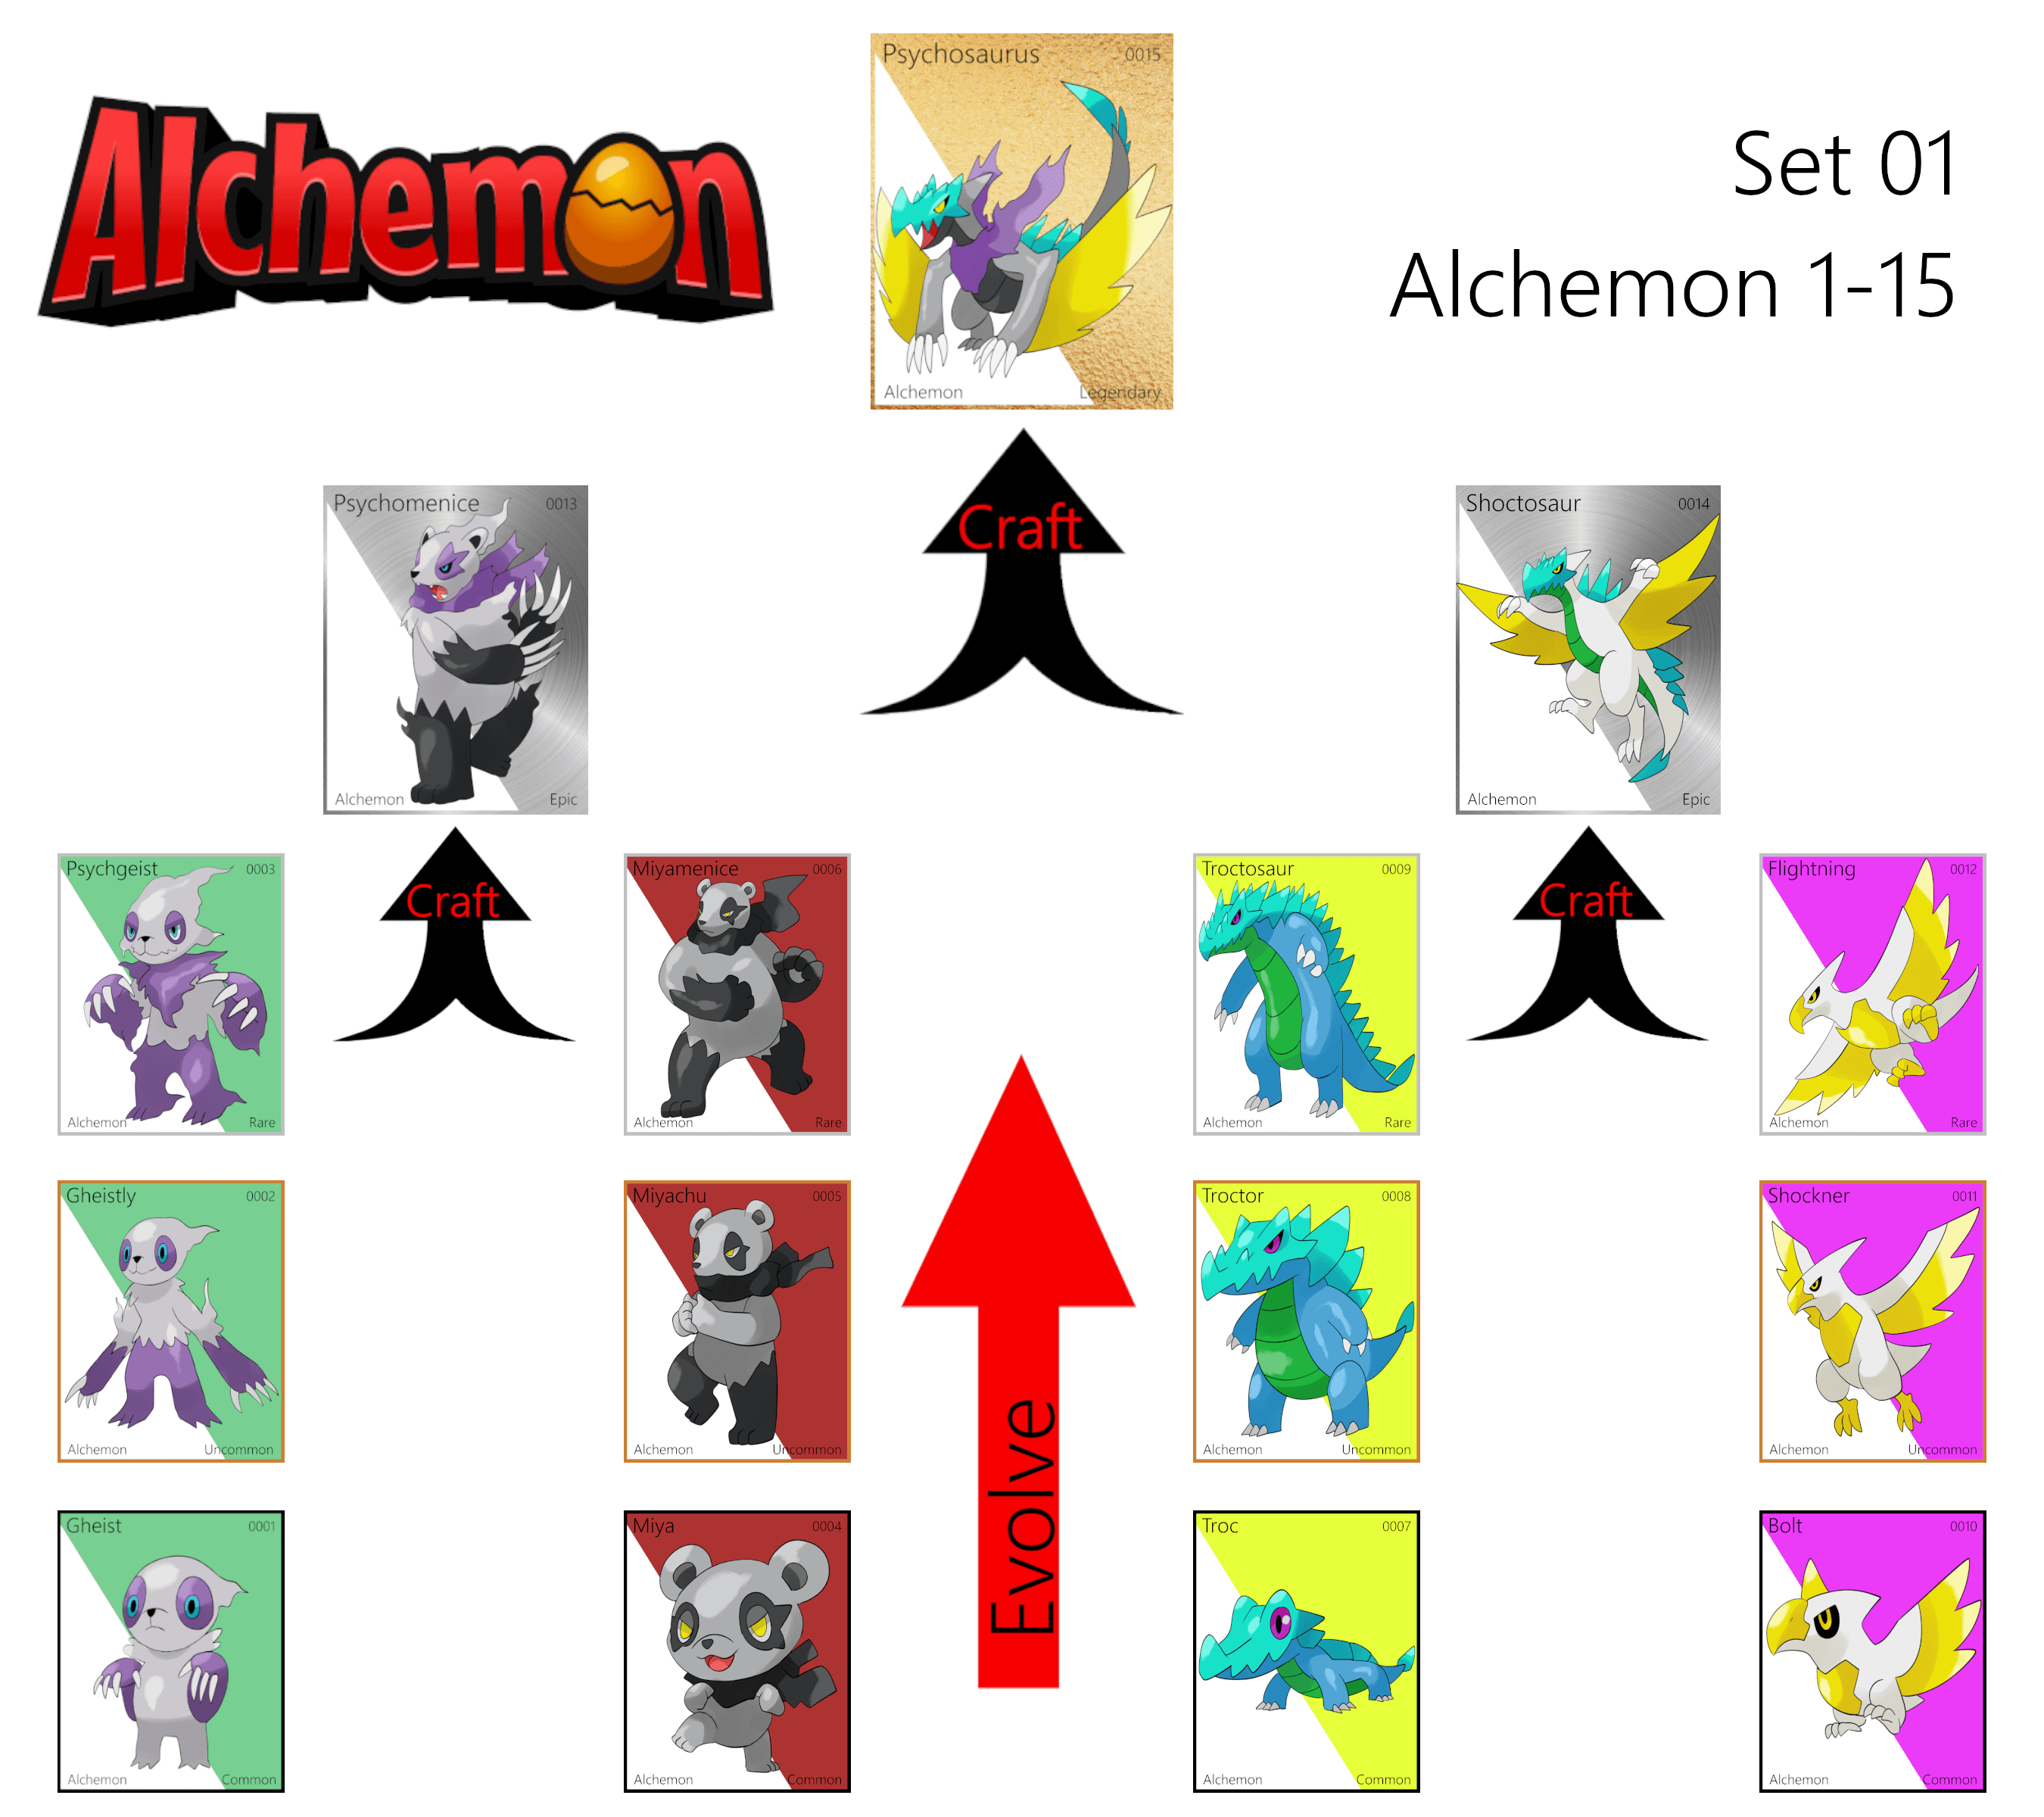 Alchemon
Set 01
Alchemon 1-15
Psychosaurus 0015
Alchemon Legendary
Craft
Psychomenice 0013
Alchemon Epic
Shoctosaur 0014
Alchemon Epic
Craft
Craft
Psychgeist 0003
Alchemon Rare
Miyamenice 0006
Alchemon Rare
Troctosaur 0009
Alchemon Rare
Flightning 0012
Alchemon Rare
Gheistly 0002
Alchemon Uncommon
Miyachu 0005
Alchemon Uncommon
Troctor 0008
Alchemon Uncommon
Shockner 0011
Alchemon Uncommon
Evolve
Gheist 0001
Alchemon Common
Miya 0004
Alchemon Common
Troc 0007
Alchemon Common
Bolt 0010
Alchemon Common